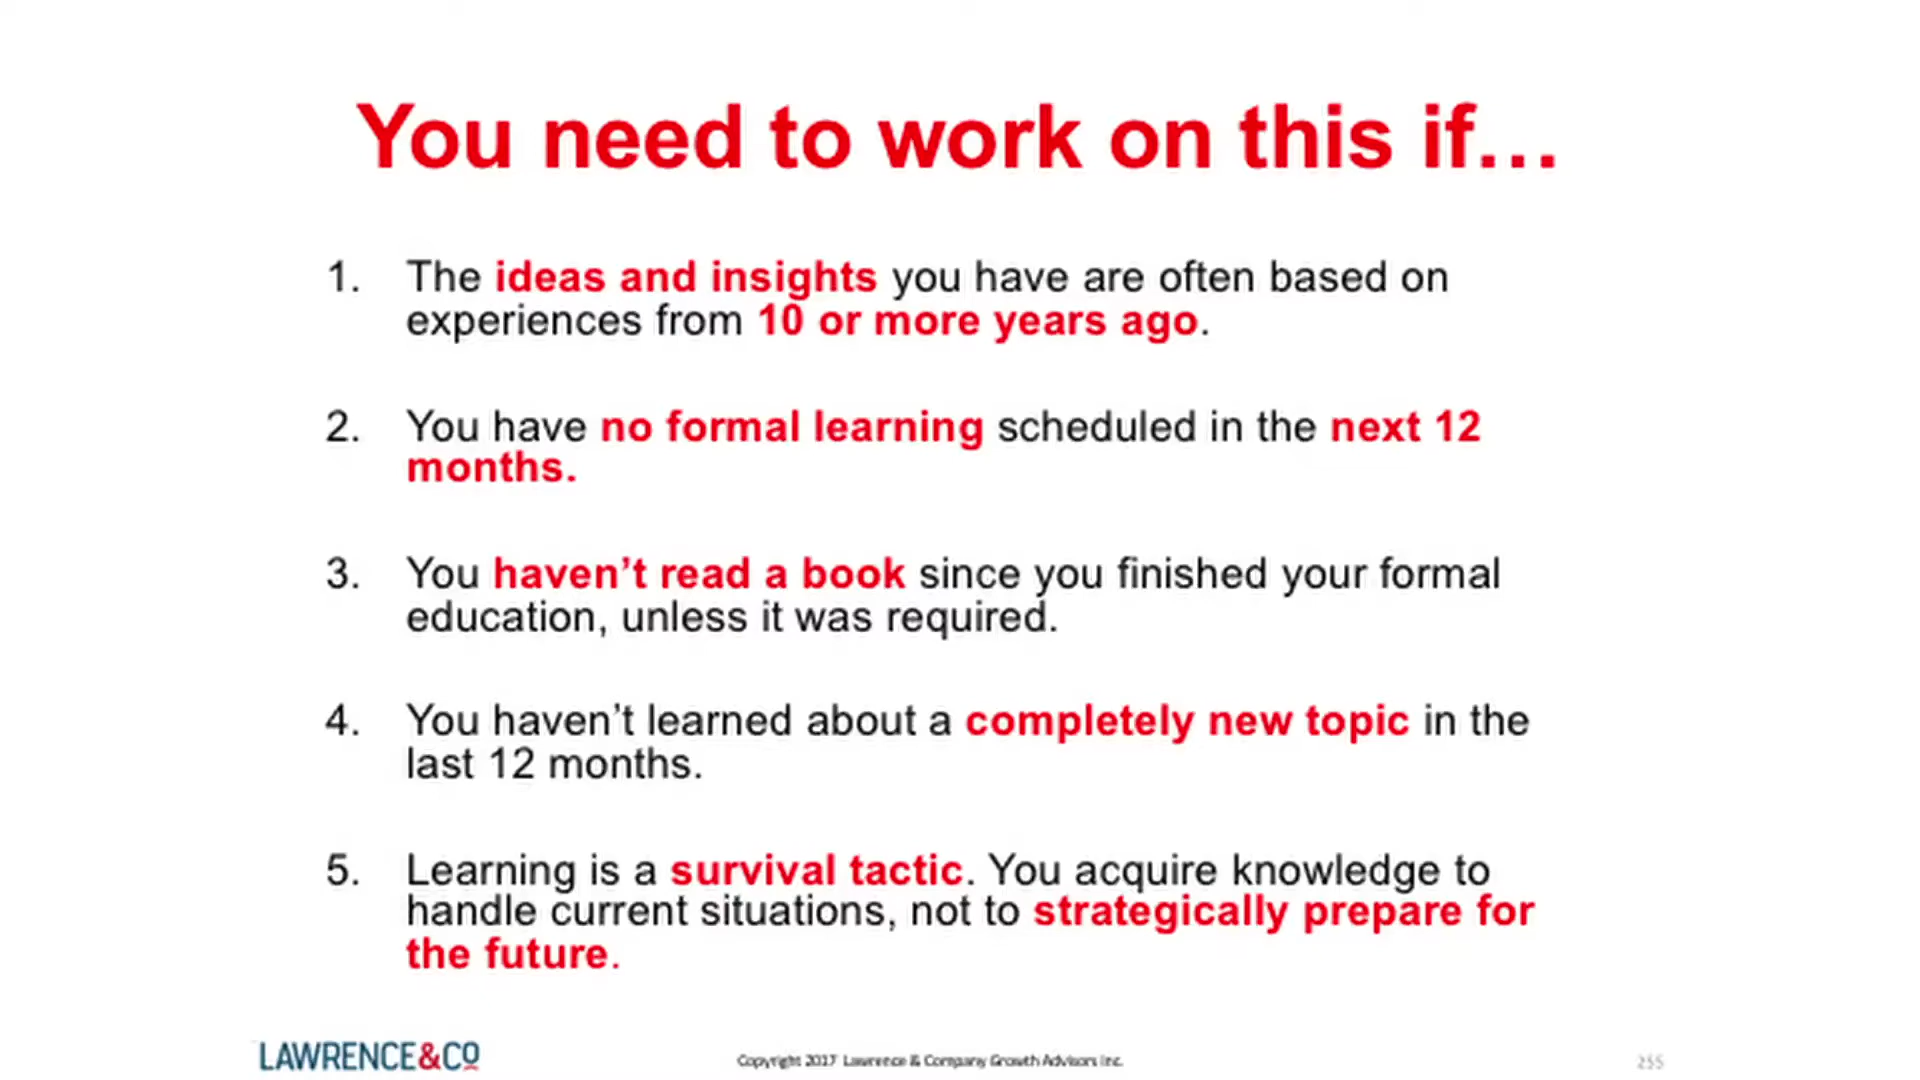 You need to work on this if...
1. The ideas and insights you have are often based on
experiences from 10 or more years ago.
2. You have no formal learning scheduled in the next 12
months.
3. You haven’t read a book since you finished your formal
education, unless it was required.
4. You haven’t learned about a completely new topic in the
last 12 months.
5. Learning is a survival tactic. You acquire knowledge to
handle current situations, not to strategically prepare for
the future.
LAWRENCE&CO
Copyright 2017 Lawrence & Company Growth Advisors Inc.
255